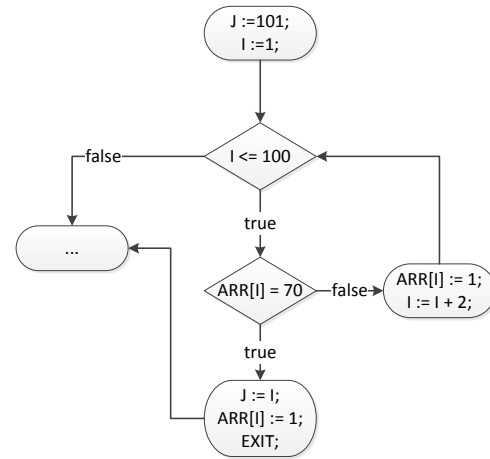 J :=101;
I :=1;
I <= 100
false
true
...
ARR[I] = 70
false
ARR[I] := 1;
I := I + 2;
true
J := I;
ARR[I] := 1;
EXIT;